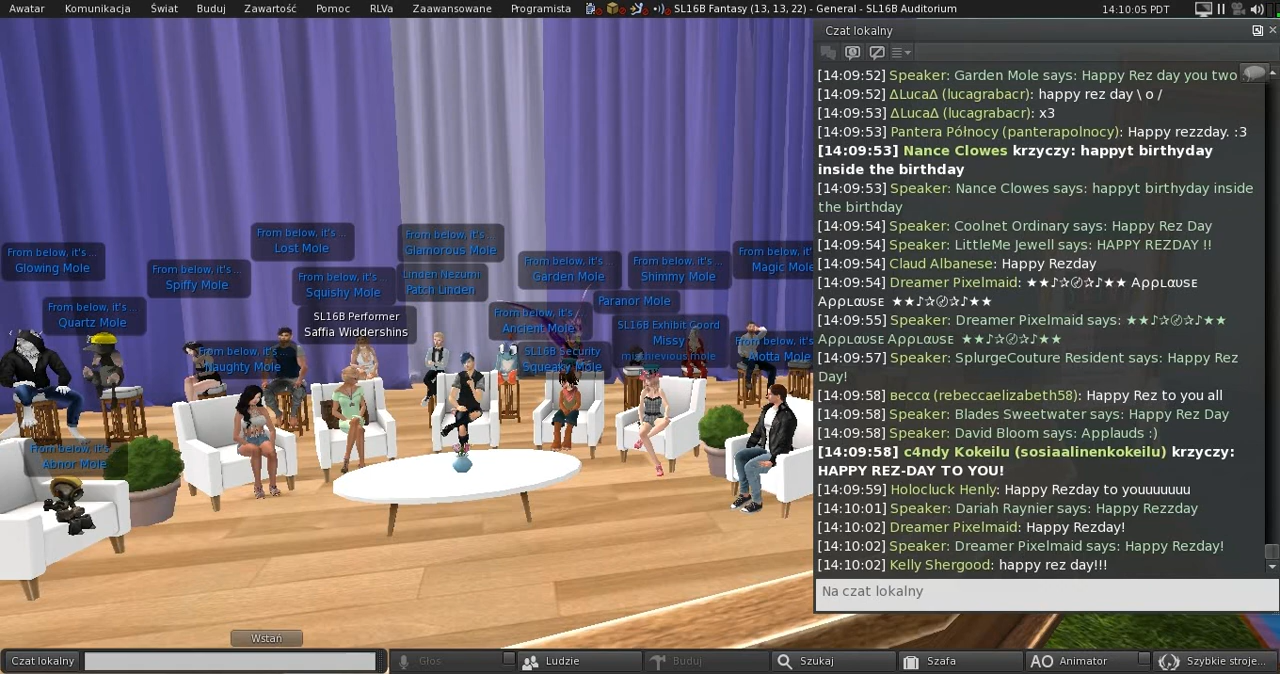 Awatar Komunikacja Świat Buduj Zawartość Pomoc RLVa Zaawansowane Programista SL16B Fantasy (13, 13, 22) - General - SL16B Auditorium 14:10:05 PDT
Czat lokalny
[14:09:52] Speaker: Garden Mole says: Happy Rez day you two
[14:09:52] ΔLucaΔ (lucagrabacr): happy rez day \ o /
[14:09:53] ΔLucaΔ (lucagrabacr): x3
[14:09:53] Pantera Północy (panterapolnocy): Happy rezzday. :3
[14:09:53] Nance Clowes krzyczy: happyt birthyday
inside the birthday
[14:09:53] Speaker: Nance Clowes says: happyt birthyday inside
the birthday
[14:09:54] Speaker: Coolnet Ordinary says: Happy Rez Day
[14:09:54] Speaker: LittleMe Jewell says: HAPPY REZDAY !!
[14:09:54] Claud Albanese: Happy Rezday
[14:09:54] Dreamer Pixelmaid: ★★♪✰✪✰♪★★ Aρρʟαυsᴇ
Aρρʟαυsᴇ ★★♪✰✪✰♪★★
[14:09:55] Speaker: Dreamer Pixelmaid says: ★★♪✰✪✰♪★★
Aρρʟαυsᴇ Aρρʟαυsᴇ ★★♪✰✪✰♪★★
[14:09:57] Speaker: SplurgeCouture Resident says: Happy Rez
Day!
[14:09:58] вecca (rebeccaelizabeth58): Happy Rez to you all
[14:09:58] Speaker: Blades Sweetwater says: Happy Rez Day
[14:09:58] Speaker: David Bloom says: Applauds :)
[14:09:58] c4ndy Kokeilu (sosiaalinenkokeilu) krzyczy:
HAPPY REZ-DAY TO YOU!
[14:09:59] Holocluck Henly: Happy Rezday to youuuuuuu
[14:10:01] Speaker: Dariah Raynier says: Happy Rezzday
[14:10:02] Dreamer Pixelmaid: Happy Rezday!
[14:10:02] Speaker: Dreamer Pixelmaid says: Happy Rezday!
[14:10:02] Kelly Shergood: happy rez day!!!
Na czat lokalny
From below, it's ...
Glowing Mole
From below, it's ...
Quartz Mole
From below, it's ...
Spiffy Mole
From below, it's ...
Lost Mole
From below, it's ...
Squishy Mole
From below, it's ...
Glamorous Mole
Linden Nezumi
Patch Linden
From below, it's ...
Garden Mole
From below, it's ...
Shimmy Mole
From below, it's
Magic Mole
Paranor Mole
SL16B Performer
Saffia Widdershins
From below, it's ...
Ancient Mole
SL16B Exhibit Coord
Missy
mischievious mole
From below, it's
Alotta Mole
From below, it's ...
Naughty Mole
SL16B Security
Squeaky Mole
From below, it's ...
Abnor Mole
Wstań
Czat lokalny Głos Ludzie Buduj Szukaj Szafa AO Animator Szybkie stroje...